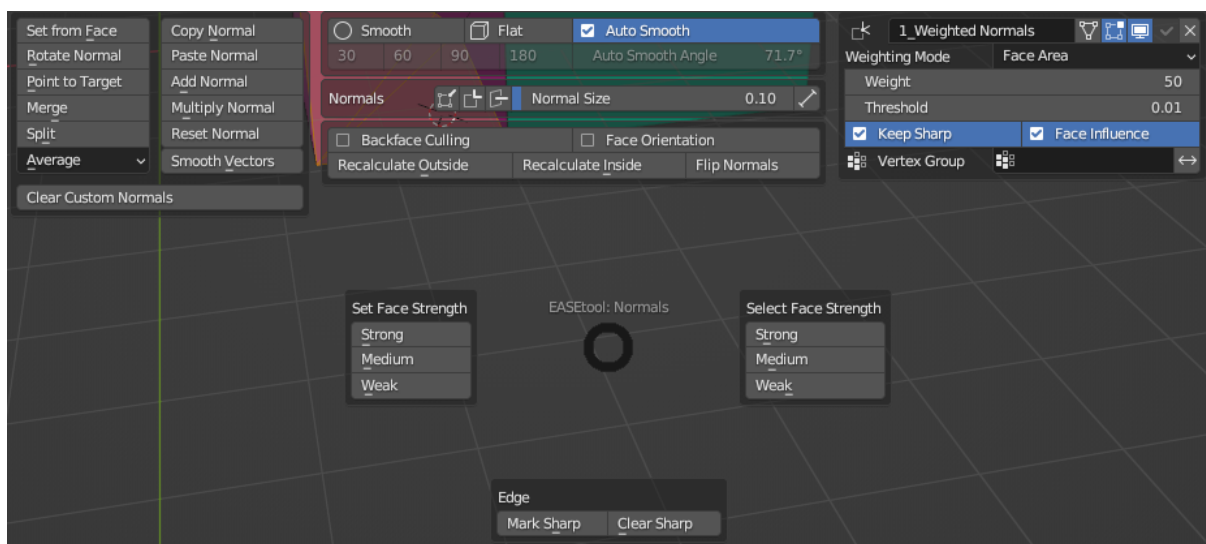 Set from Face
Rotate Normal
Point to Target
Merge
Split
Average
Clear Custom Normals
Copy Normal
Paste Normal
Add Normal
Multiply Normal
Reset Normal
Smooth Vectors
Smooth Flat Auto Smooth
30 60 90 180 Auto Smooth Angle 71.7°
Normals Normal Size 0.10
Backface Culling Face Orientation
Recalculate Outside Recalculate Inside Flip Normals
1_Weighted Normals
Weighting Mode Face Area
Weight 50
Threshold 0.01
Keep Sharp Face Influence
Vertex Group
Set Face Strength
Strong
Medium
Weak
EASEtool: Normals
Select Face Strength
Strong
Medium
Weak
Edge
Mark Sharp Clear Sharp